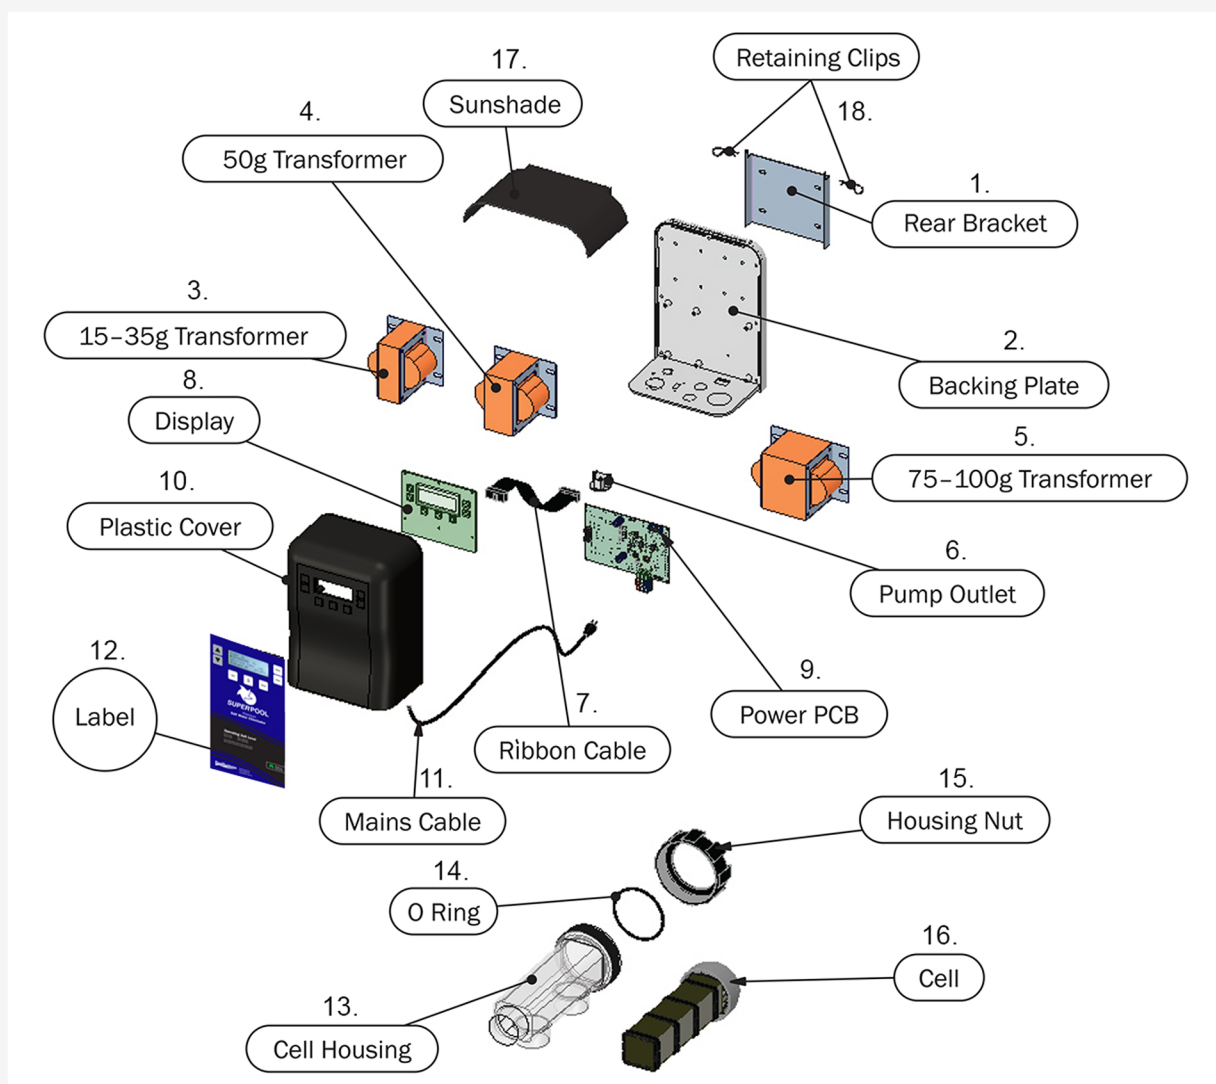 Retaining Clips
18.
17.
Sunshade
4.
50g Transformer
1.
Rear Bracket
3.
15–35g Transformer
2.
Backing Plate
8.
Display
5.
75–100g Transformer
10.
Plastic Cover
6.
Pump Outlet
12.
Label
SUPERPOOL
9.
Power PCB
7.
Ribbon Cable
11.
Mains Cable
15.
Housing Nut
14.
O Ring
16.
Cell
13.
Cell Housing